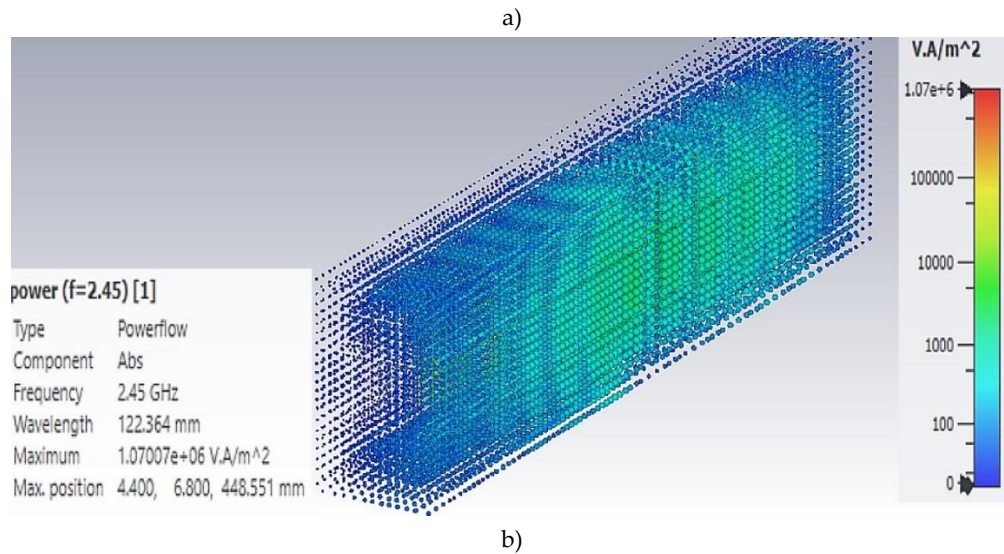 a)
V.A/m^2
1.07e+6
100000
10000
1000
100
0
power (f=2.45) [1]
Type Powerflow
Component Abs
Frequency 2.45 GHz
Wavelength 122.364 mm
Maximum 1.07007e+06 V.A/m^2
Max. position 4.400, 6.800, 448.551 mm
b)